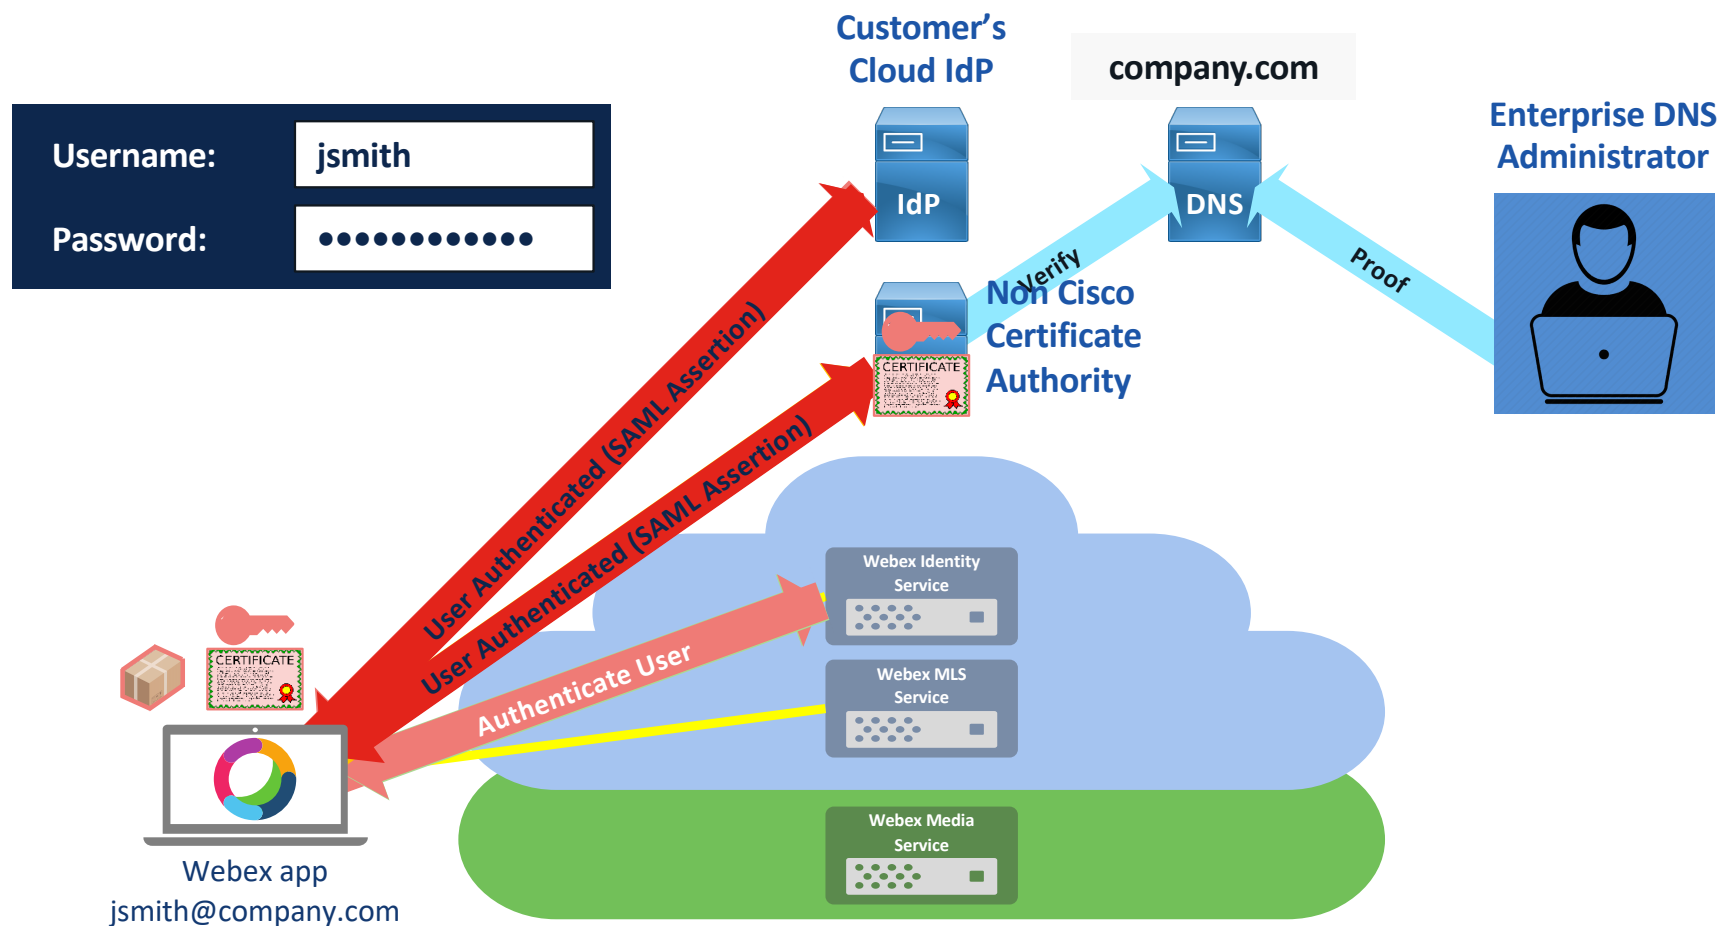 Customer's
Cloud IdP
company.com
Enterprise DNS
Administrator
Username:
jsmith
Password:
●●●●●●●●●●●●
IdP
DNS
Verify
Proof
Non Cisco
Certificate
Authority
CERTIFICATE
User Authenticated (SAML Assertion)
User Authenticated (SAML Assertion)
Authenticate User
Webex Identity
Service
Webex MLS
Service
Webex Media
Service
CERTIFICATE
Webex app
jsmith@company.com